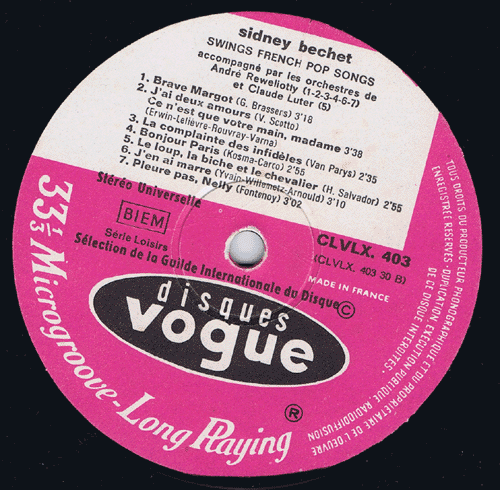 sidney bechet
SWINGS FRENCH POP SONGS
accompagné par les orchestres de
André Reweliotty (1-2-3-4-6-7)
et Claude Luter (5)
1. Brave Margot (G. Brassers) 3'18
2. J'ai deux amours (V. Scotto)
Ce n'est que votre main, madame 3'38
(Erwin-Lelièvre-Rouvray-Varna)
3. La complainte des infidèles (Van Parys) 2'35
4. Bonjour Paris (Kosma-Carco) 2'55
5. Le loup, la biche et le chevalier (H. Salvador) 2'55
6. J'en ai marre (Yvain-Willemetz-Arnould) 3'10
7. Pleure pas, Nelly (Fontenoy) 3'02
Stéréo Universelle
BIEM
CLVLX. 403
(CLVLX. 403 30 B)
Série Loisirs
Sélection de la Guilde Internationale du Disque ©
MADE IN FRANCE
disques
vogue
®
33 1/3 Microgroove - Long Playing
TOUS DROITS DU PRODUCTEUR PHONOGRAPHIQUE ET DU PROPRIÉTAIRE DE L'ŒUVRE
ENREGISTRÉE RÉSERVÉS - DUPLICATION EXÉCUTION PUBLIQUE RADIODIFFUSION
DE CE DISQUE INTERDITES -